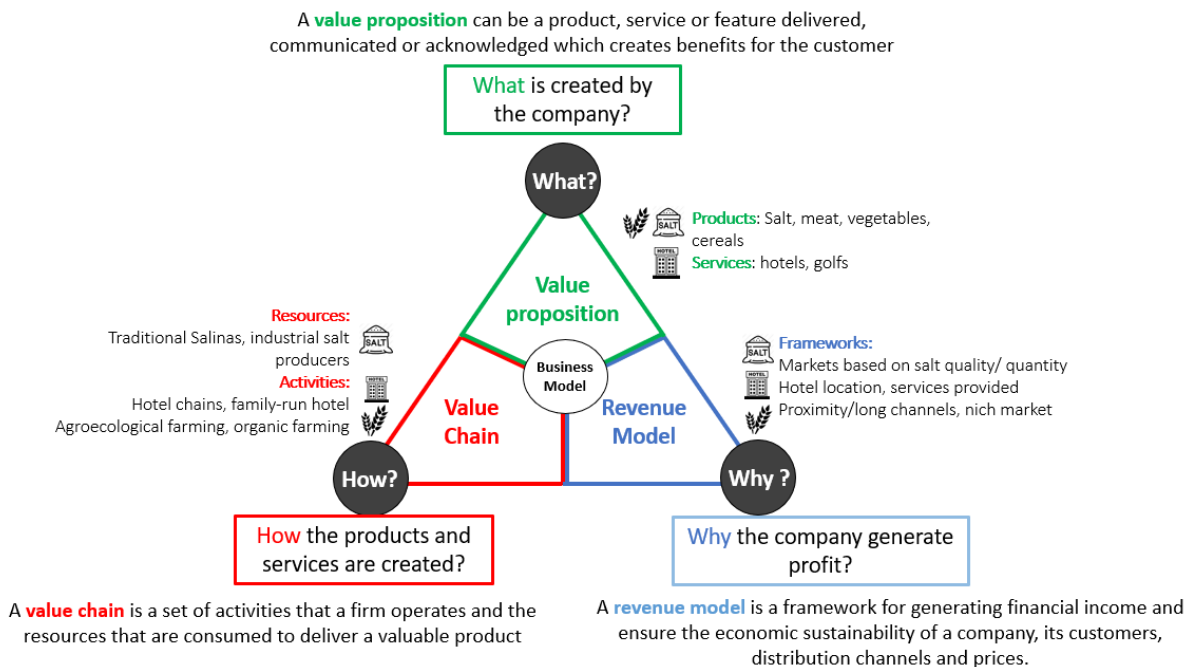 A value proposition can be a product, service or feature delivered,
communicated or acknowledged which creates benefits for the customer
What is created by
the company?
What?
SALT
Products: Salt, meat, vegetables,
cereals
HOTEL
Services: hotels, golfs
Value
proposition
Resources:
Traditional Salinas, industrial salt
producers
SALT
Activities:
HOTEL
Hotel chains, family-run hotel
Agroecological farming, organic farming
Business
Model
Frameworks:
SALT
Markets based on salt quality/ quantity
HOTEL
Hotel location, services provided
Proximity/long channels, nich market
Value
Chain
Revenue
Model
How?
Why ?
How the products and
services are created?
Why the company generate
profit?
A value chain is a set of activities that a firm operates and the
resources that are consumed to deliver a valuable product
A revenue model is a framework for generating financial income and
ensure the economic sustainability of a company, its customers,
distribution channels and prices.